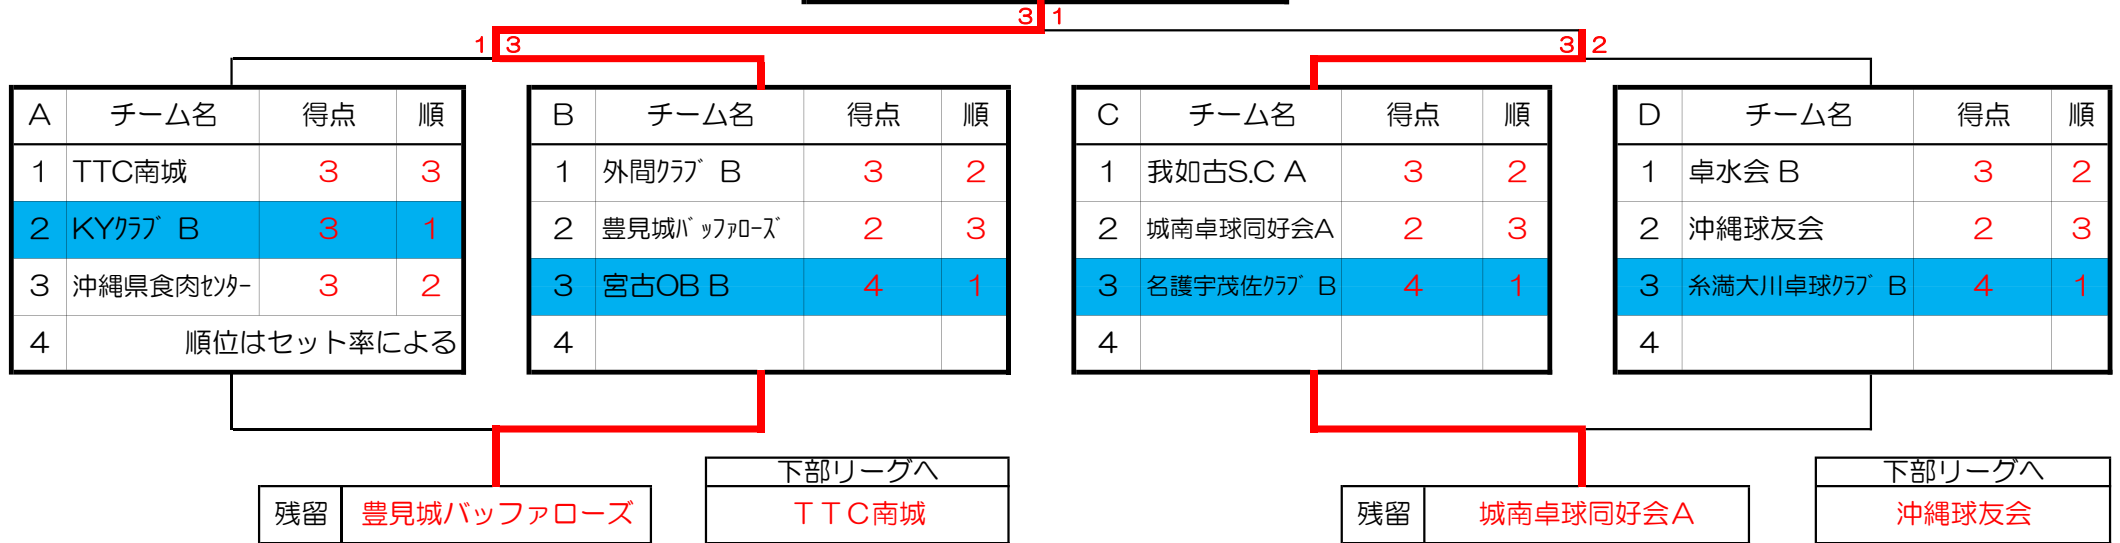 3 1
1 3
3 2
A チーム名 得点 順
1 TTC南城 3 3
2 KYｸﾗﾌﾞ B 3 1
3 沖縄県食肉ｾﾝﾀｰ 3 2
4 順位はセット率による
B チーム名 得点 順
1 外間ｸﾗﾌﾞ B 3 2
2 豊見城ﾊﾞｯﾌｧﾛｰｽﾞ 2 3
3 宮古OB B 4 1
4
C チーム名 得点 順
1 我如古S.C A 3 2
2 城南卓球同好会A 2 3
3 名護宇茂佐ｸﾗﾌﾞ B 4 1
4
D チーム名 得点 順
1 卓水会 B 3 2
2 沖縄球友会 2 3
3 糸満大川卓球ｸﾗﾌﾞ B 4 1
4
残留 豊見城バッファローズ
下部リーグへ
ＴＴＣ南城
残留 城南卓球同好会A
下部リーグへ
沖縄球友会